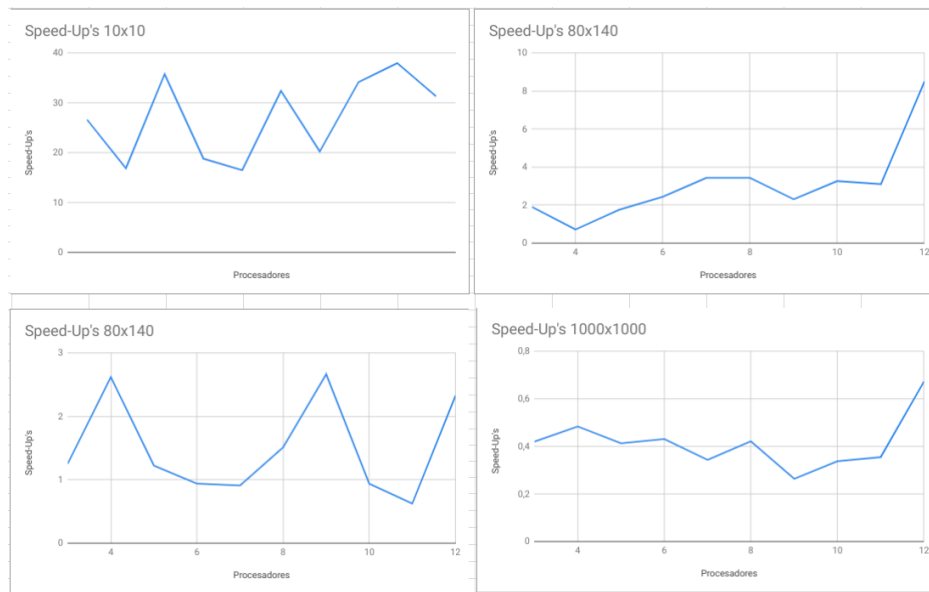 Speed-Up's 10x10
40
30
20
10
0
Speed-Up's
Procesadores
Speed-Up's 80x140
10
8
6
4
2
0
Speed-Up's
4 6 8 10 12
Procesadores
Speed-Up's 80x140
3
2
1
0
Speed-Up's
4 6 8 10 12
Procesadores
Speed-Up's 1000x1000
0,8
0,6
0,4
0,2
0
Speed-Up's
4 6 8 10 12
Procesadores